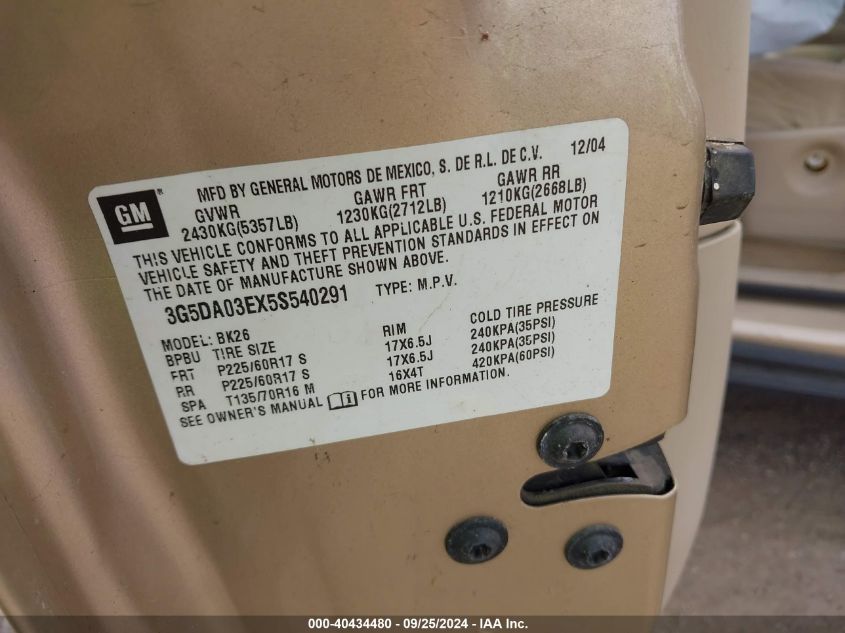 GM
MFD BY GENERAL MOTORS DE MEXICO, S. DE R.L. DE C.V. 12/04
GVWR GAWR FRT GAWR RR
2430KG(5357LB) 1230KG(2712LB) 1210KG(2668LB)
THIS VEHICLE CONFORMS TO ALL APPLICABLE U.S. FEDERAL MOTOR
VEHICLE SAFETY AND THEFT PREVENTION STANDARDS IN EFFECT ON
THE DATE OF MANUFACTURE SHOWN ABOVE.
3G5DA03EX5S540291 TYPE: M.P.V.
MODEL: BK26
BPBU TIRE SIZE RIM COLD TIRE PRESSURE
FRT P225/60R17 S 17X6.5J 240KPA(35PSI)
RR P225/60R17 S 17X6.5J 240KPA(35PSI)
SPA T135/70R16 M 16X4T 420KPA(60PSI)
SEE OWNER'S MANUAL FOR MORE INFORMATION.
000-40434480 - 09/25/2024 - IAA Inc.